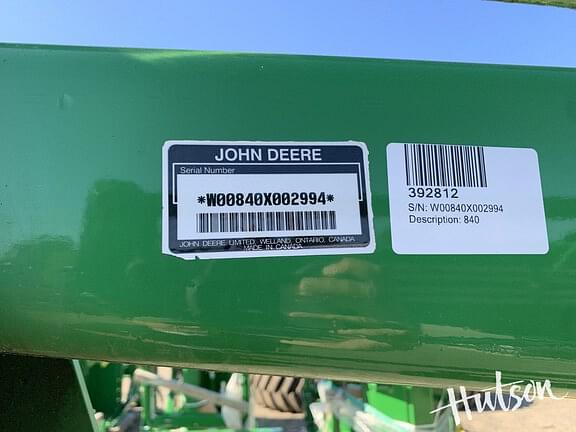 JOHN DEERE
Serial Number
*W00840X002994*
JOHN DEERE LIMITED, WELLAND, ONTARIO, CANADA
MADE IN CANADA
392812
S/N: W00840X002994
Description: 840
Hutson